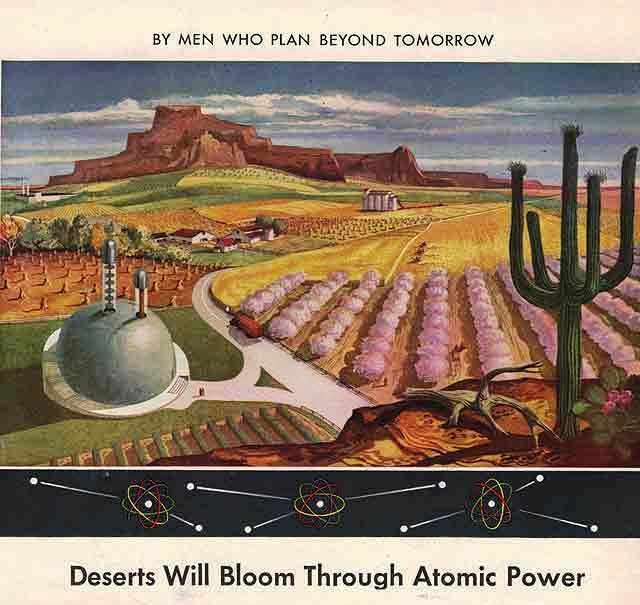 BY MEN WHO PLAN BEYOND TOMORROW
Deserts Will Bloom Through Atomic Power